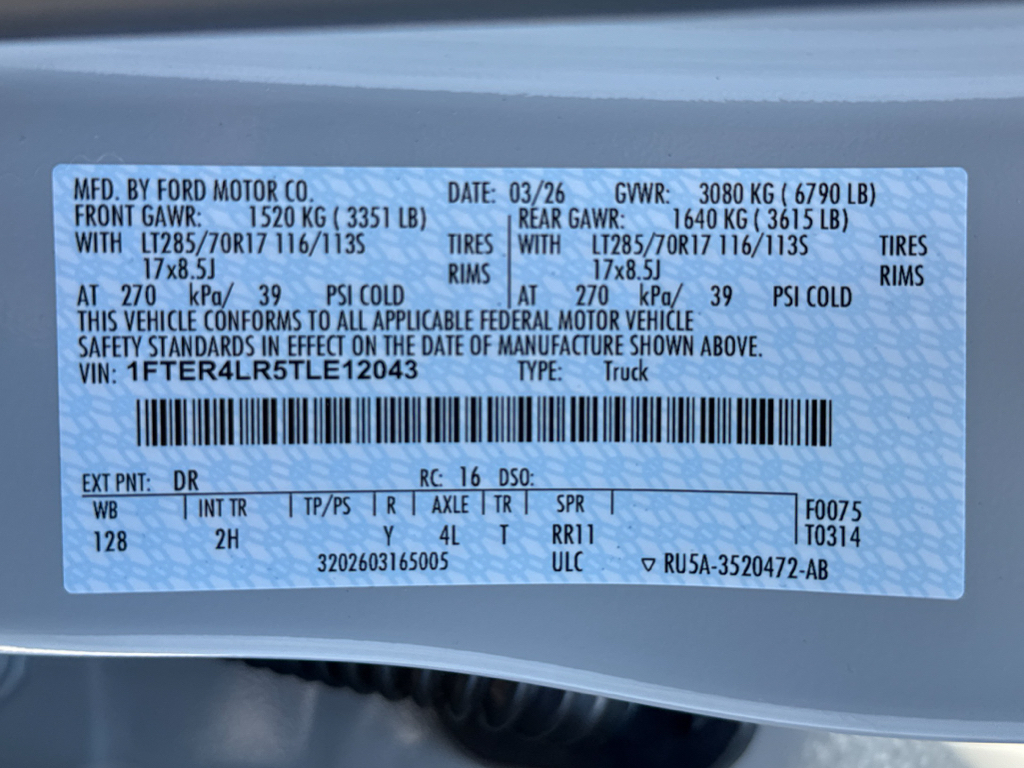 MFD. BY FORD MOTOR CO. DATE: 03/26 GVWR: 3080 KG ( 6790 LB)
FRONT GAWR: 1520 KG ( 3351 LB) REAR GAWR: 1640 KG ( 3615 LB)
WITH LT285/70R17 116/113S TIRES WITH LT285/70R17 116/113S TIRES
17x8.5J RIMS 17x8.5J RIMS
AT 270 kPa/ 39 PSI COLD AT 270 kPa/ 39 PSI COLD
THIS VEHICLE CONFORMS TO ALL APPLICABLE FEDERAL MOTOR VEHICLE
SAFETY STANDARDS IN EFFECT ON THE DATE OF MANUFACTURE SHOWN ABOVE.
VIN: 1FTER4LR5TLE12043 TYPE: Truck
EXT PNT: DR RC: 16 DSO:
WB INT TR TP/PS R AXLE TR SPR F0075
128 2H Y 4L T RR11 T0314
3202603165005 ULC ▽ RU5A-3520472-AB